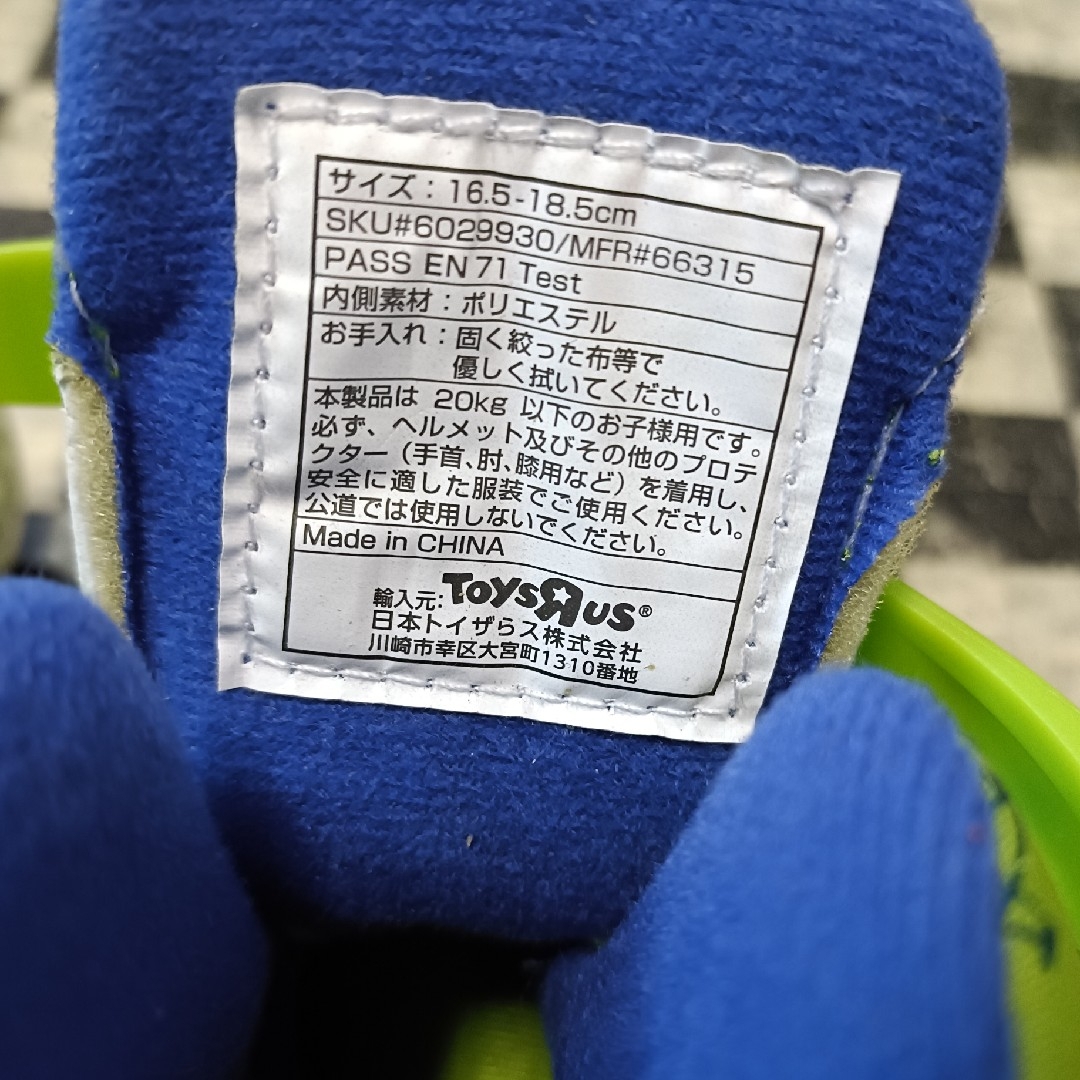 サイズ：16.5-18.5cm
SKU#6029930/MFR#66315
PASS EN71 Test
内側素材：ポリエステル
お手入れ：固く絞った布等で
優しく拭いてください。
本製品は 20kg 以下のお子様用です。
必ず、ヘルメット及びその他のプロテ
クター（手首、肘、膝用など）を着用し、
安全に適した服装でご使用ください。
公道では使用しないでください。
Made in CHINA
輸入元：TOYSЯUS®
日本トイザらス株式会社
川崎市幸区大宮町1310番地